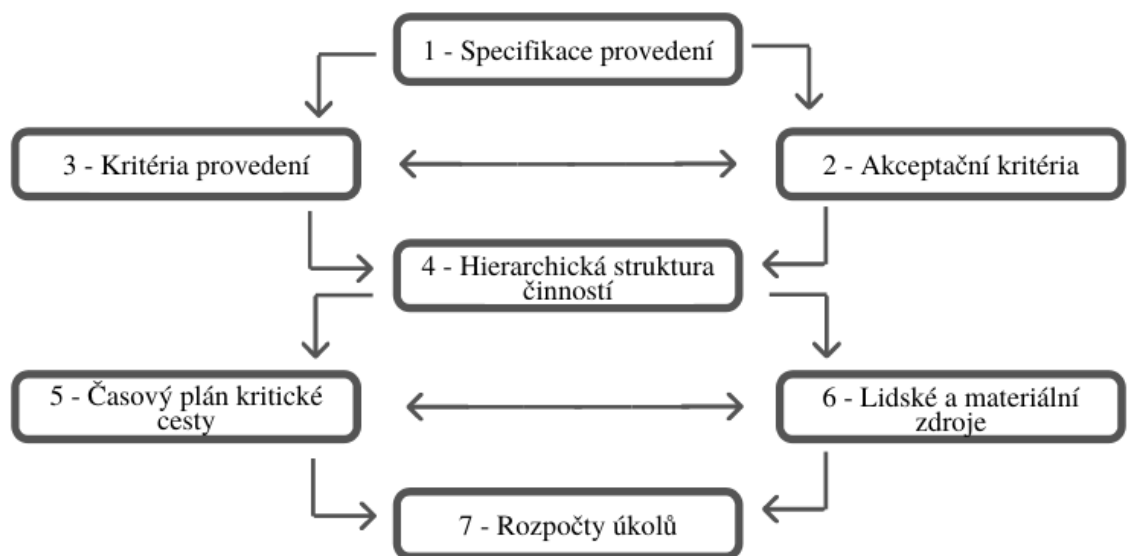 1 - Specifikace provedení
3 - Kritéria provedení
2 - Akceptační kritéria
4 - Hierarchická struktura
činností
5 - Časový plán kritické
cesty
6 - Lidské a materiální
zdroje
7 - Rozpočty úkolů